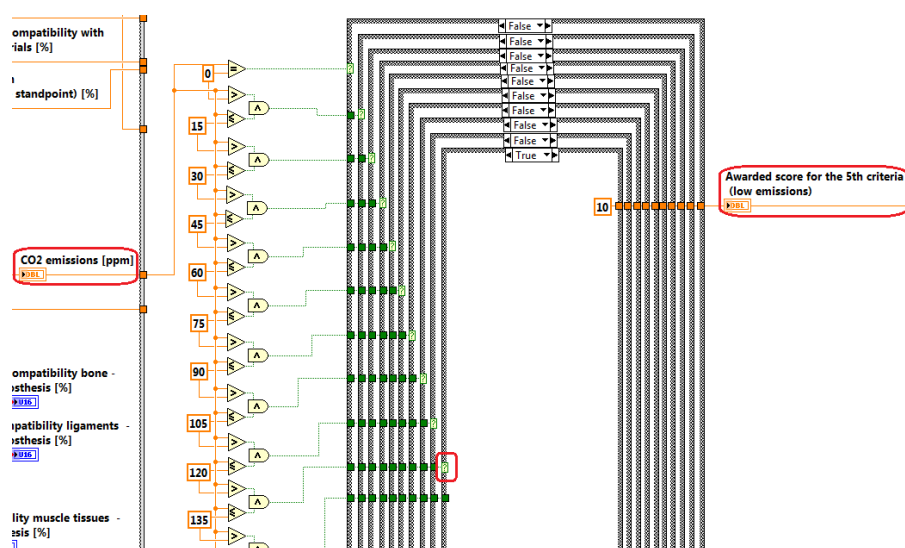 ompatibility with
rials [%]
n
standpoint) [%]
CO2 emissions [ppm]
DBL
ompatibility bone -
osthesis [%]
U16
patibility ligaments -
osthesis [%]
U16
lity muscle tissues -
esis [%]
0
15
30
45
60
75
90
105
120
135
=
>
≤
>
≤
>
≤
>
≤
>
≤
>
≤
>
≤
>
≤
>
≤
>
False
False
False
False
False
False
False
False
False
True
10
Awarded score for the 5th criteria
(low emissions)
DBL